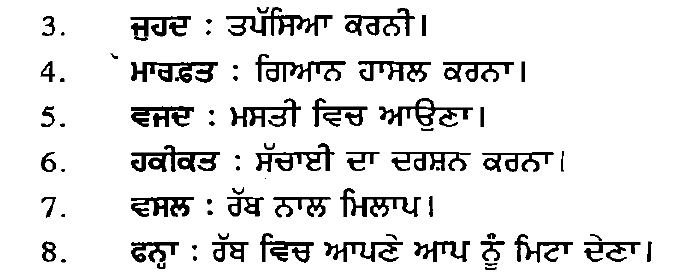 3. ਜੁਹਦ : ਤਪੱਸਿਆ ਕਰਨੀ।
4. ਮਾਰਫ਼ਤ : ਗਿਆਨ ਹਾਸਲ ਕਰਨਾ।
5. ਵਜਦ : ਮਸਤੀ ਵਿਚ ਆਉਣਾ।
6. ਹਕੀਕਤ : ਸੱਚਾਈ ਦਾ ਦਰਸ਼ਨ ਕਰਨਾ।
7. ਵਸਲ : ਰੱਬ ਨਾਲ ਮਿਲਾਪ।
8. ਫਨ੍ਹਾ : ਰੱਬ ਵਿਚ ਆਪਣੇ ਆਪ ਨੂੰ ਮਿਟਾ ਦੇਣਾ।